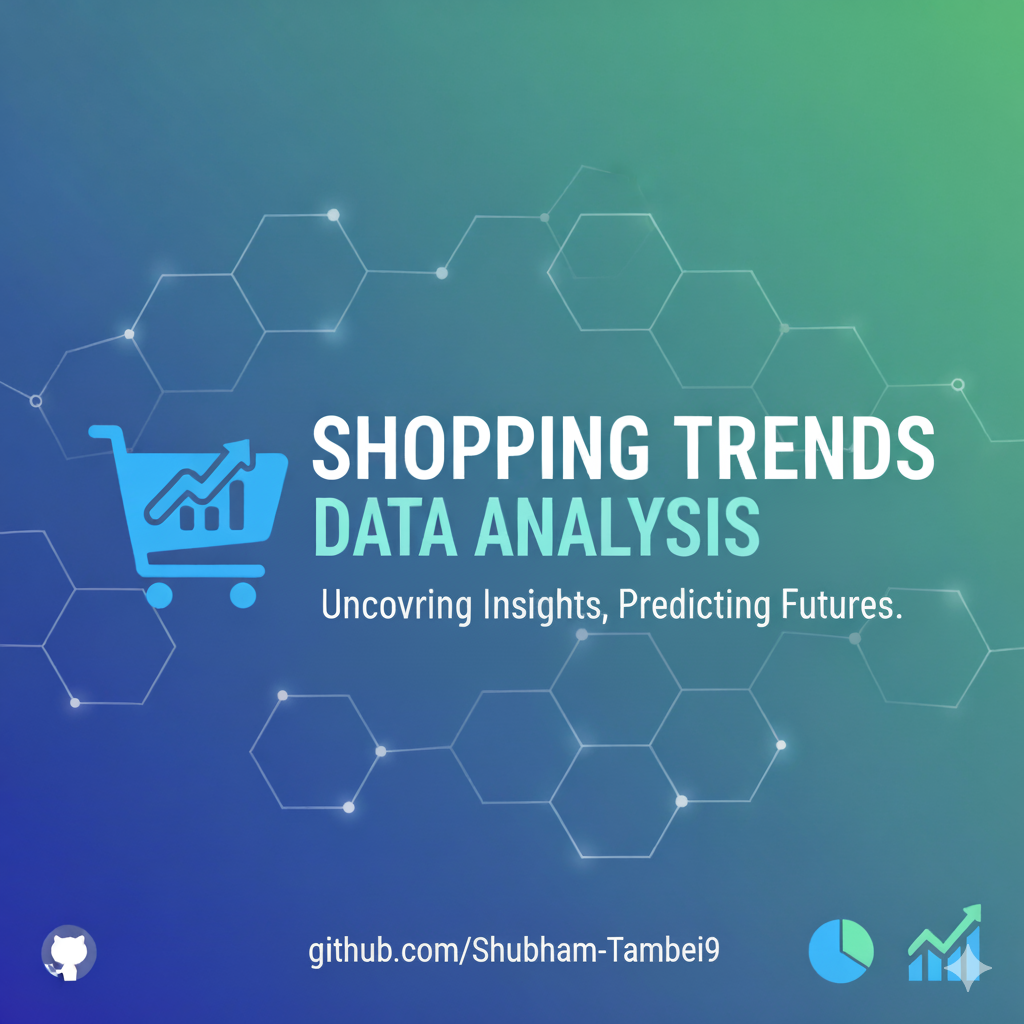 SHOPPING TRENDS
DATA ANALYSIS
Uncovring Insights, Predicting Futures.
github.com/Shubham-Tambei9